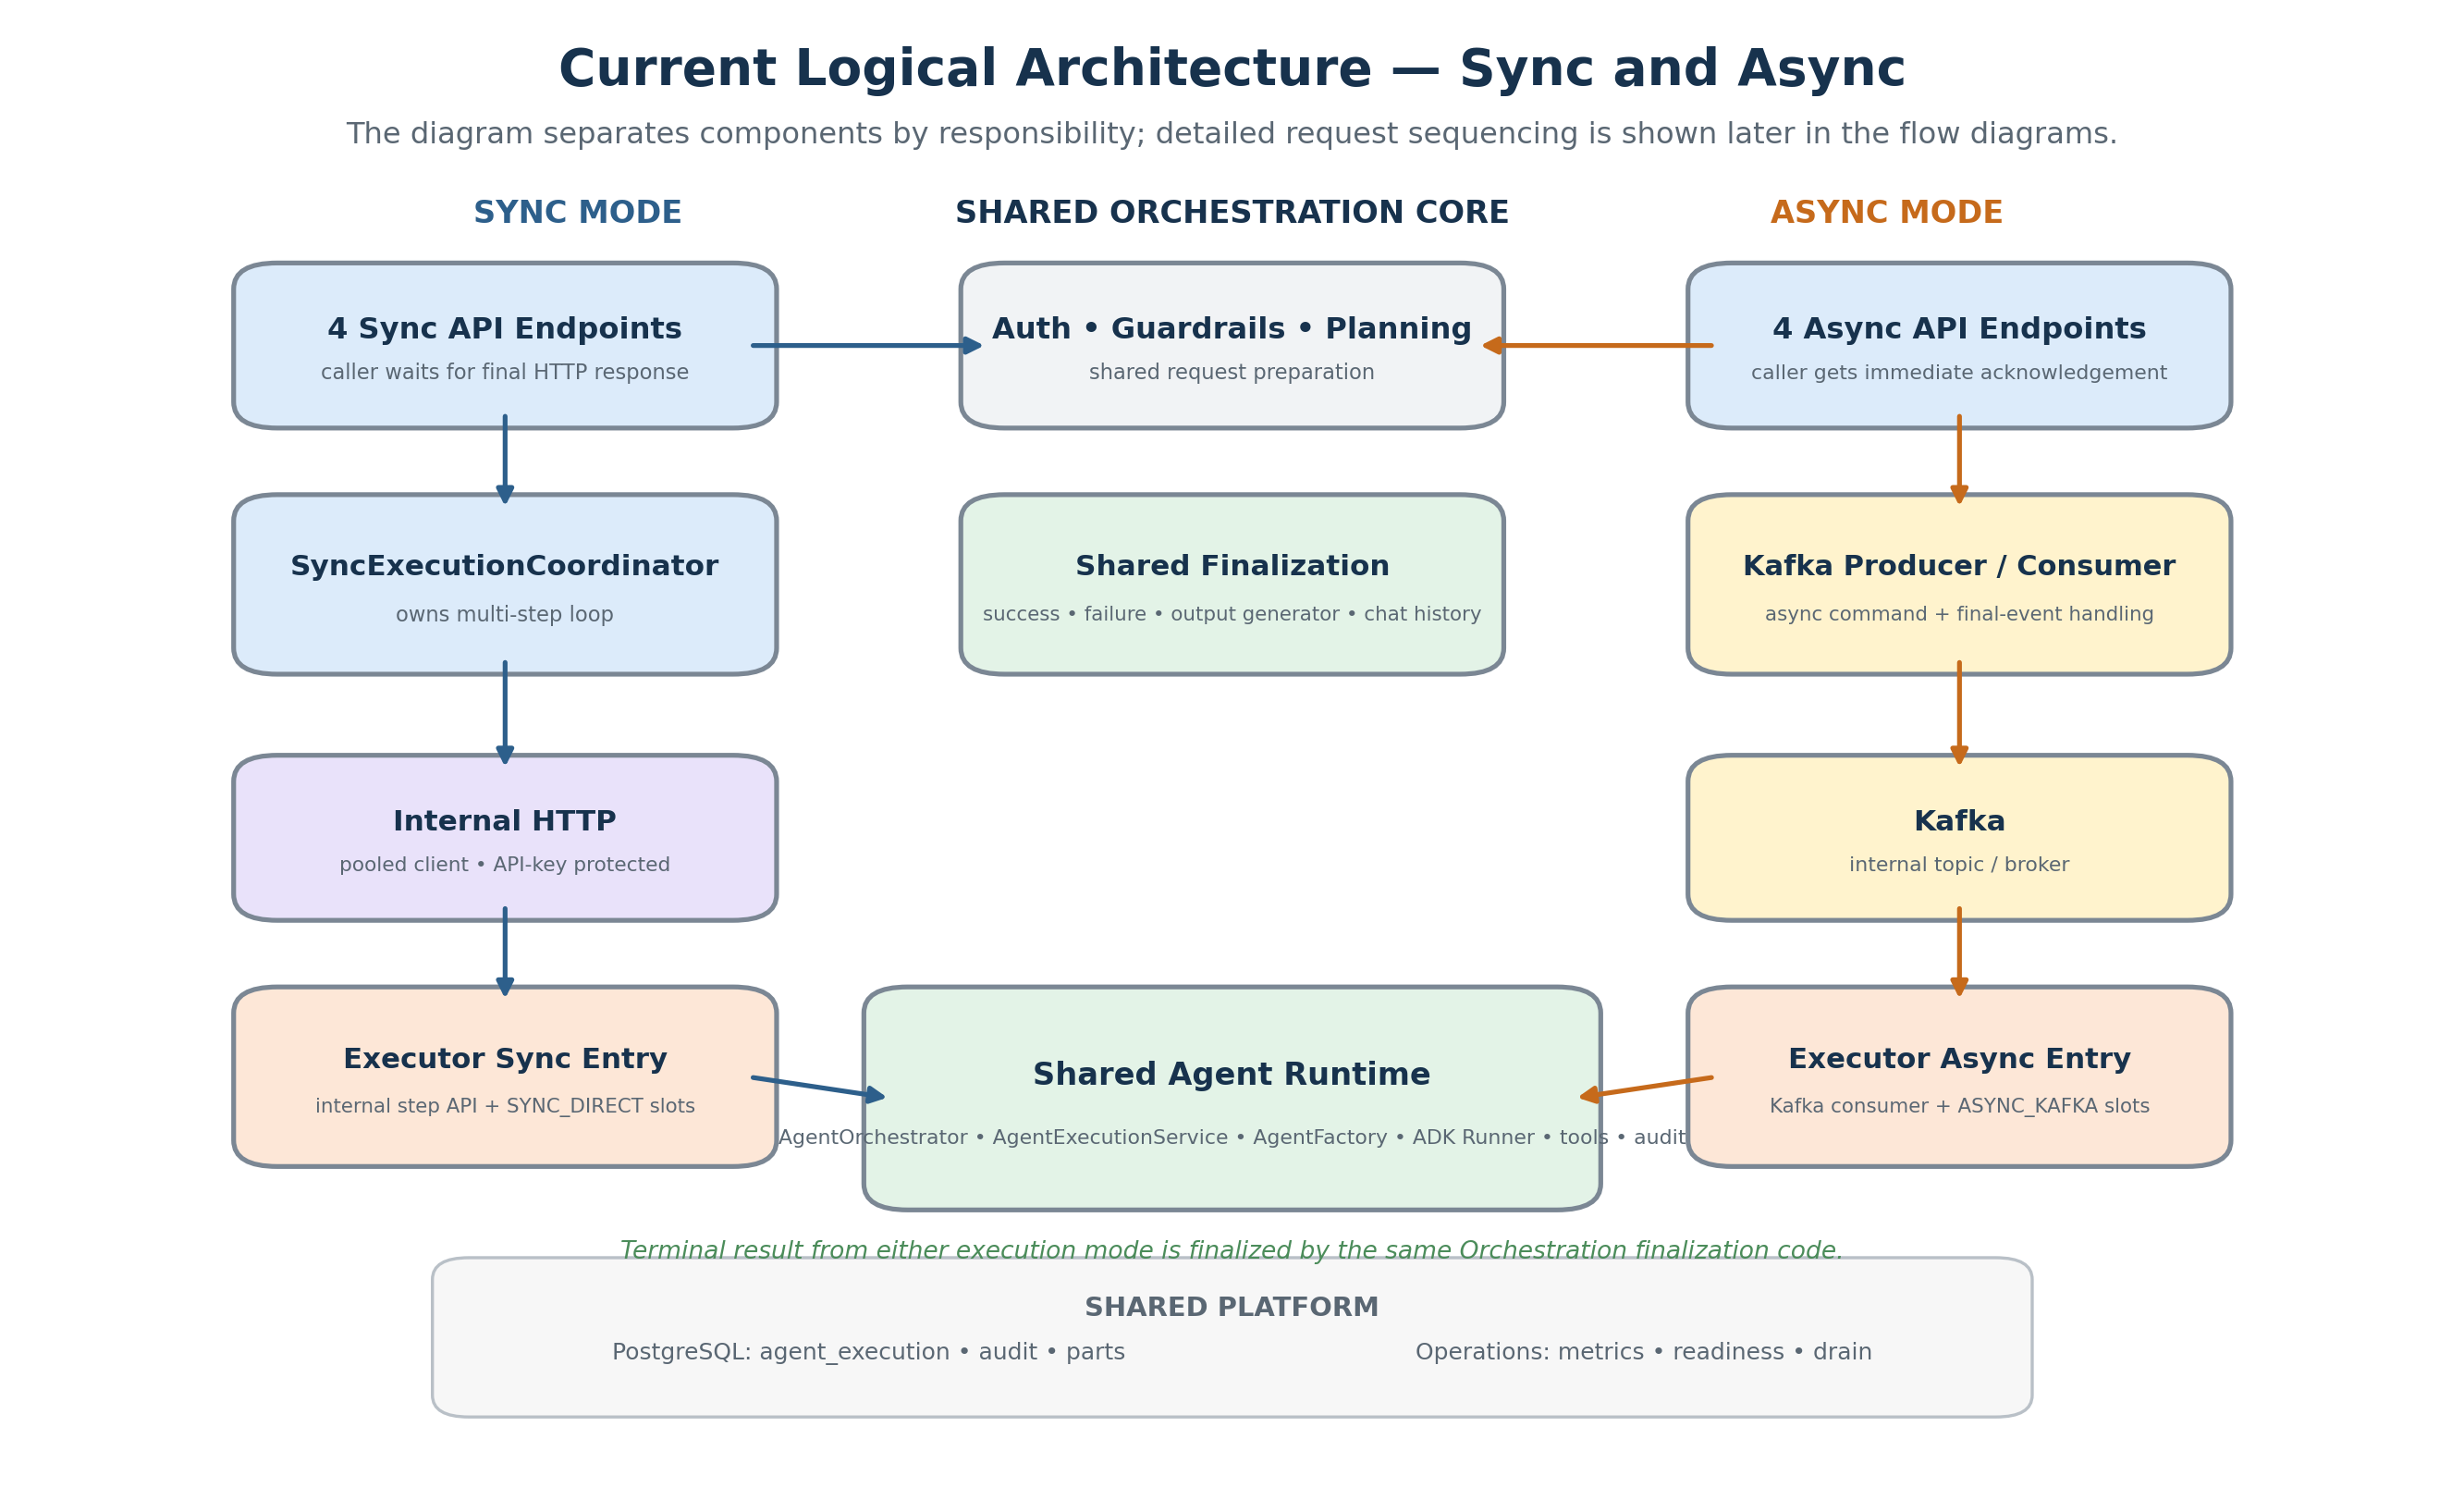 Current Logical Architecture — Sync and Async
The diagram separates components by responsibility; detailed request sequencing is shown later in the flow diagrams.
SYNC MODE
SHARED ORCHESTRATION CORE
ASYNC MODE
4 Sync API Endpoints
caller waits for final HTTP response
Auth • Guardrails • Planning
shared request preparation
4 Async API Endpoints
caller gets immediate acknowledgement
SyncExecutionCoordinator
owns multi-step loop
Shared Finalization
success • failure • output generator • chat history
Kafka Producer / Consumer
async command + final-event handling
Internal HTTP
pooled client • API-key protected
Kafka
internal topic / broker
Executor Sync Entry
internal step API + SYNC_DIRECT slots
Shared Agent Runtime
AgentOrchestrator • AgentExecutionService • AgentFactory • ADK Runner • tools • audit
Executor Async Entry
Kafka consumer + ASYNC_KAFKA slots
Terminal result from either execution mode is finalized by the same Orchestration finalization code.
SHARED PLATFORM
PostgreSQL: agent_execution • audit • parts
Operations: metrics • readiness • drain